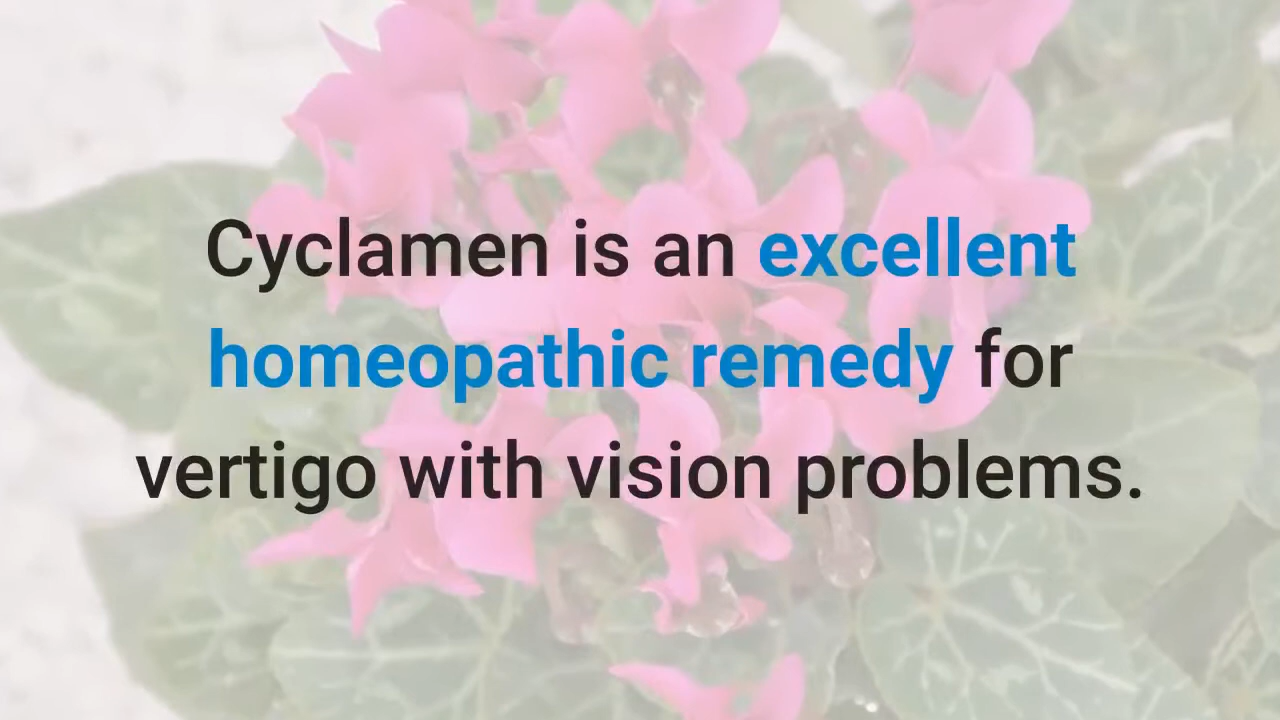 Cyclamen is an excellent
homeopathic remedy for
vertigo with vision problems.